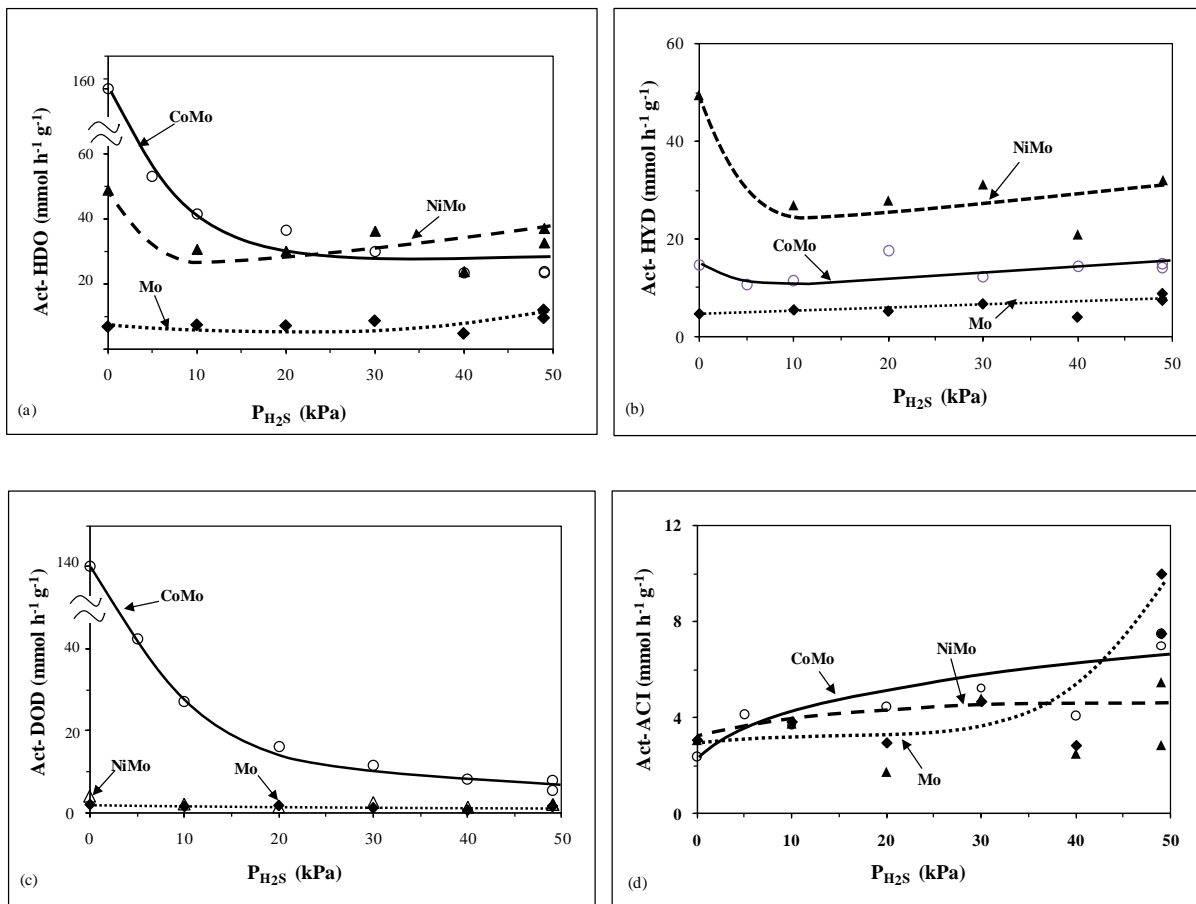 160
60
40
20
0
10
20
30
40
50
Act- HDO (mmol h-1 g-1)
CoMo
NiMo
Mo
PH2S (kPa)
(a)
60
40
20
0
0
10
20
30
40
50
Act- HYD (mmol h-1 g-1)
NiMo
CoMo
Mo
PH2S (kPa)
(b)
140
40
20
0
0
10
20
30
40
50
Act- DOD (mmol h-1 g-1)
CoMo
NiMo
Mo
PH2S (kPa)
(c)
12
8
4
0
0
10
20
30
40
50
Act- ACI (mmol h-1 g-1)
CoMo
NiMo
Mo
PH2S (kPa)
(d)